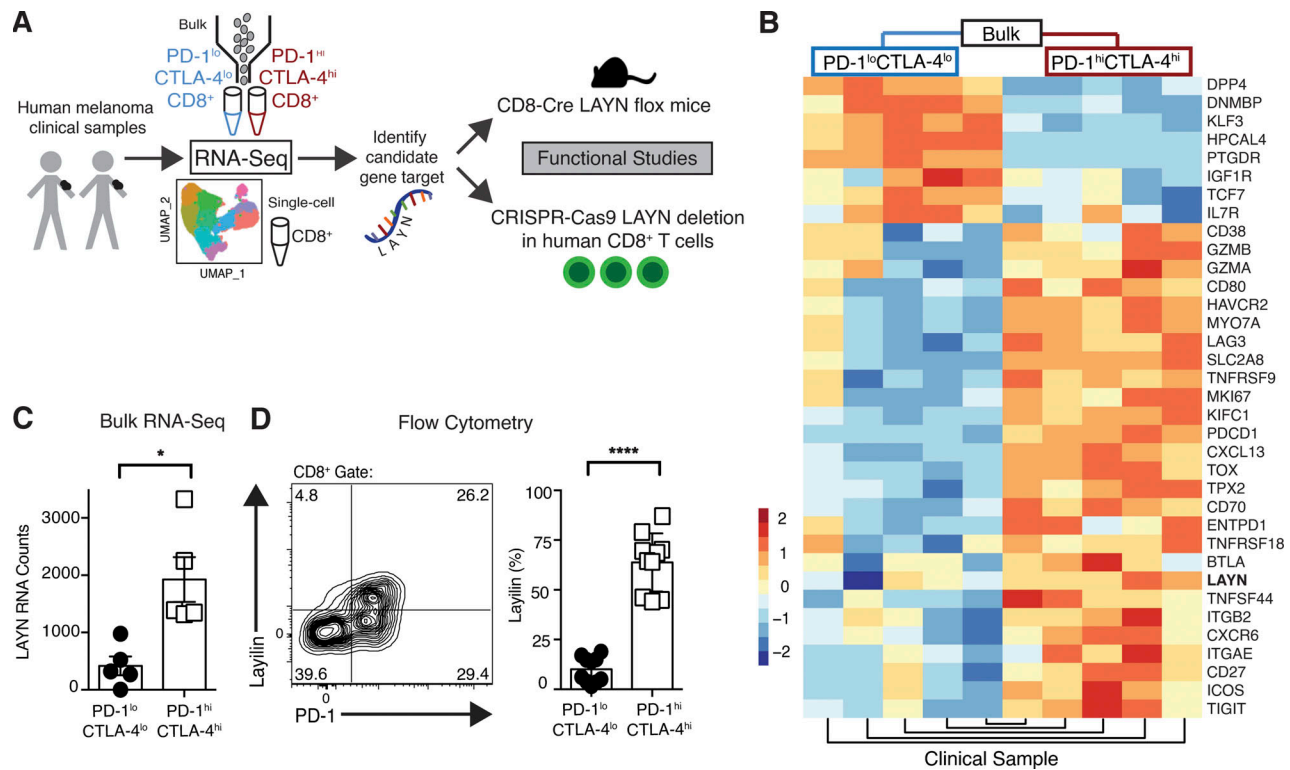 A
Bulk
PD-1lo
CTLA-4lo
CD8+
PD-1HI
CTLA-4hi
CD8+
Human melanoma
clinical samples
RNA-Seq
UMAP_2
UMAP_1
Single-cell
CD8+
Identify
candidate
gene target
LAYN
CD8-Cre LAYN flox mice
Functional Studies
CRISPR-Cas9 LAYN deletion
in human CD8+ T cells
B
Bulk
PD-1loCTLA-4lo
PD-1hiCTLA-4hi
DPP4
DNMBP
KLF3
HPCAL4
PTGDR
IGF1R
TCF7
IL7R
CD38
GZMB
GZMA
CD80
HAVCR2
MYO7A
LAG3
SLC2A8
TNFRSF9
MKI67
KIFC1
PDCD1
CXCL13
TOX
TPX2
CD70
ENTPD1
TNFRSF18
BTLA
LAYN
TNFSF44
ITGB2
CXCR6
ITGAE
CD27
ICOS
TIGIT
2
1
0
−1
−2
Clinical Sample
C
Bulk RNA-Seq
*
LAYN RNA Counts
3000
2000
1000
0
PD-1lo
CTLA-4lo
PD-1hi
CTLA-4hi
D
Flow Cytometry
CD8+ Gate:
4.8
26.2
39.6
29.4
0
0
Layilin
PD-1
****
Layilin (%)
100
75
50
25
0
PD-1lo
CTLA-4lo
PD-1hi
CTLA-4hi